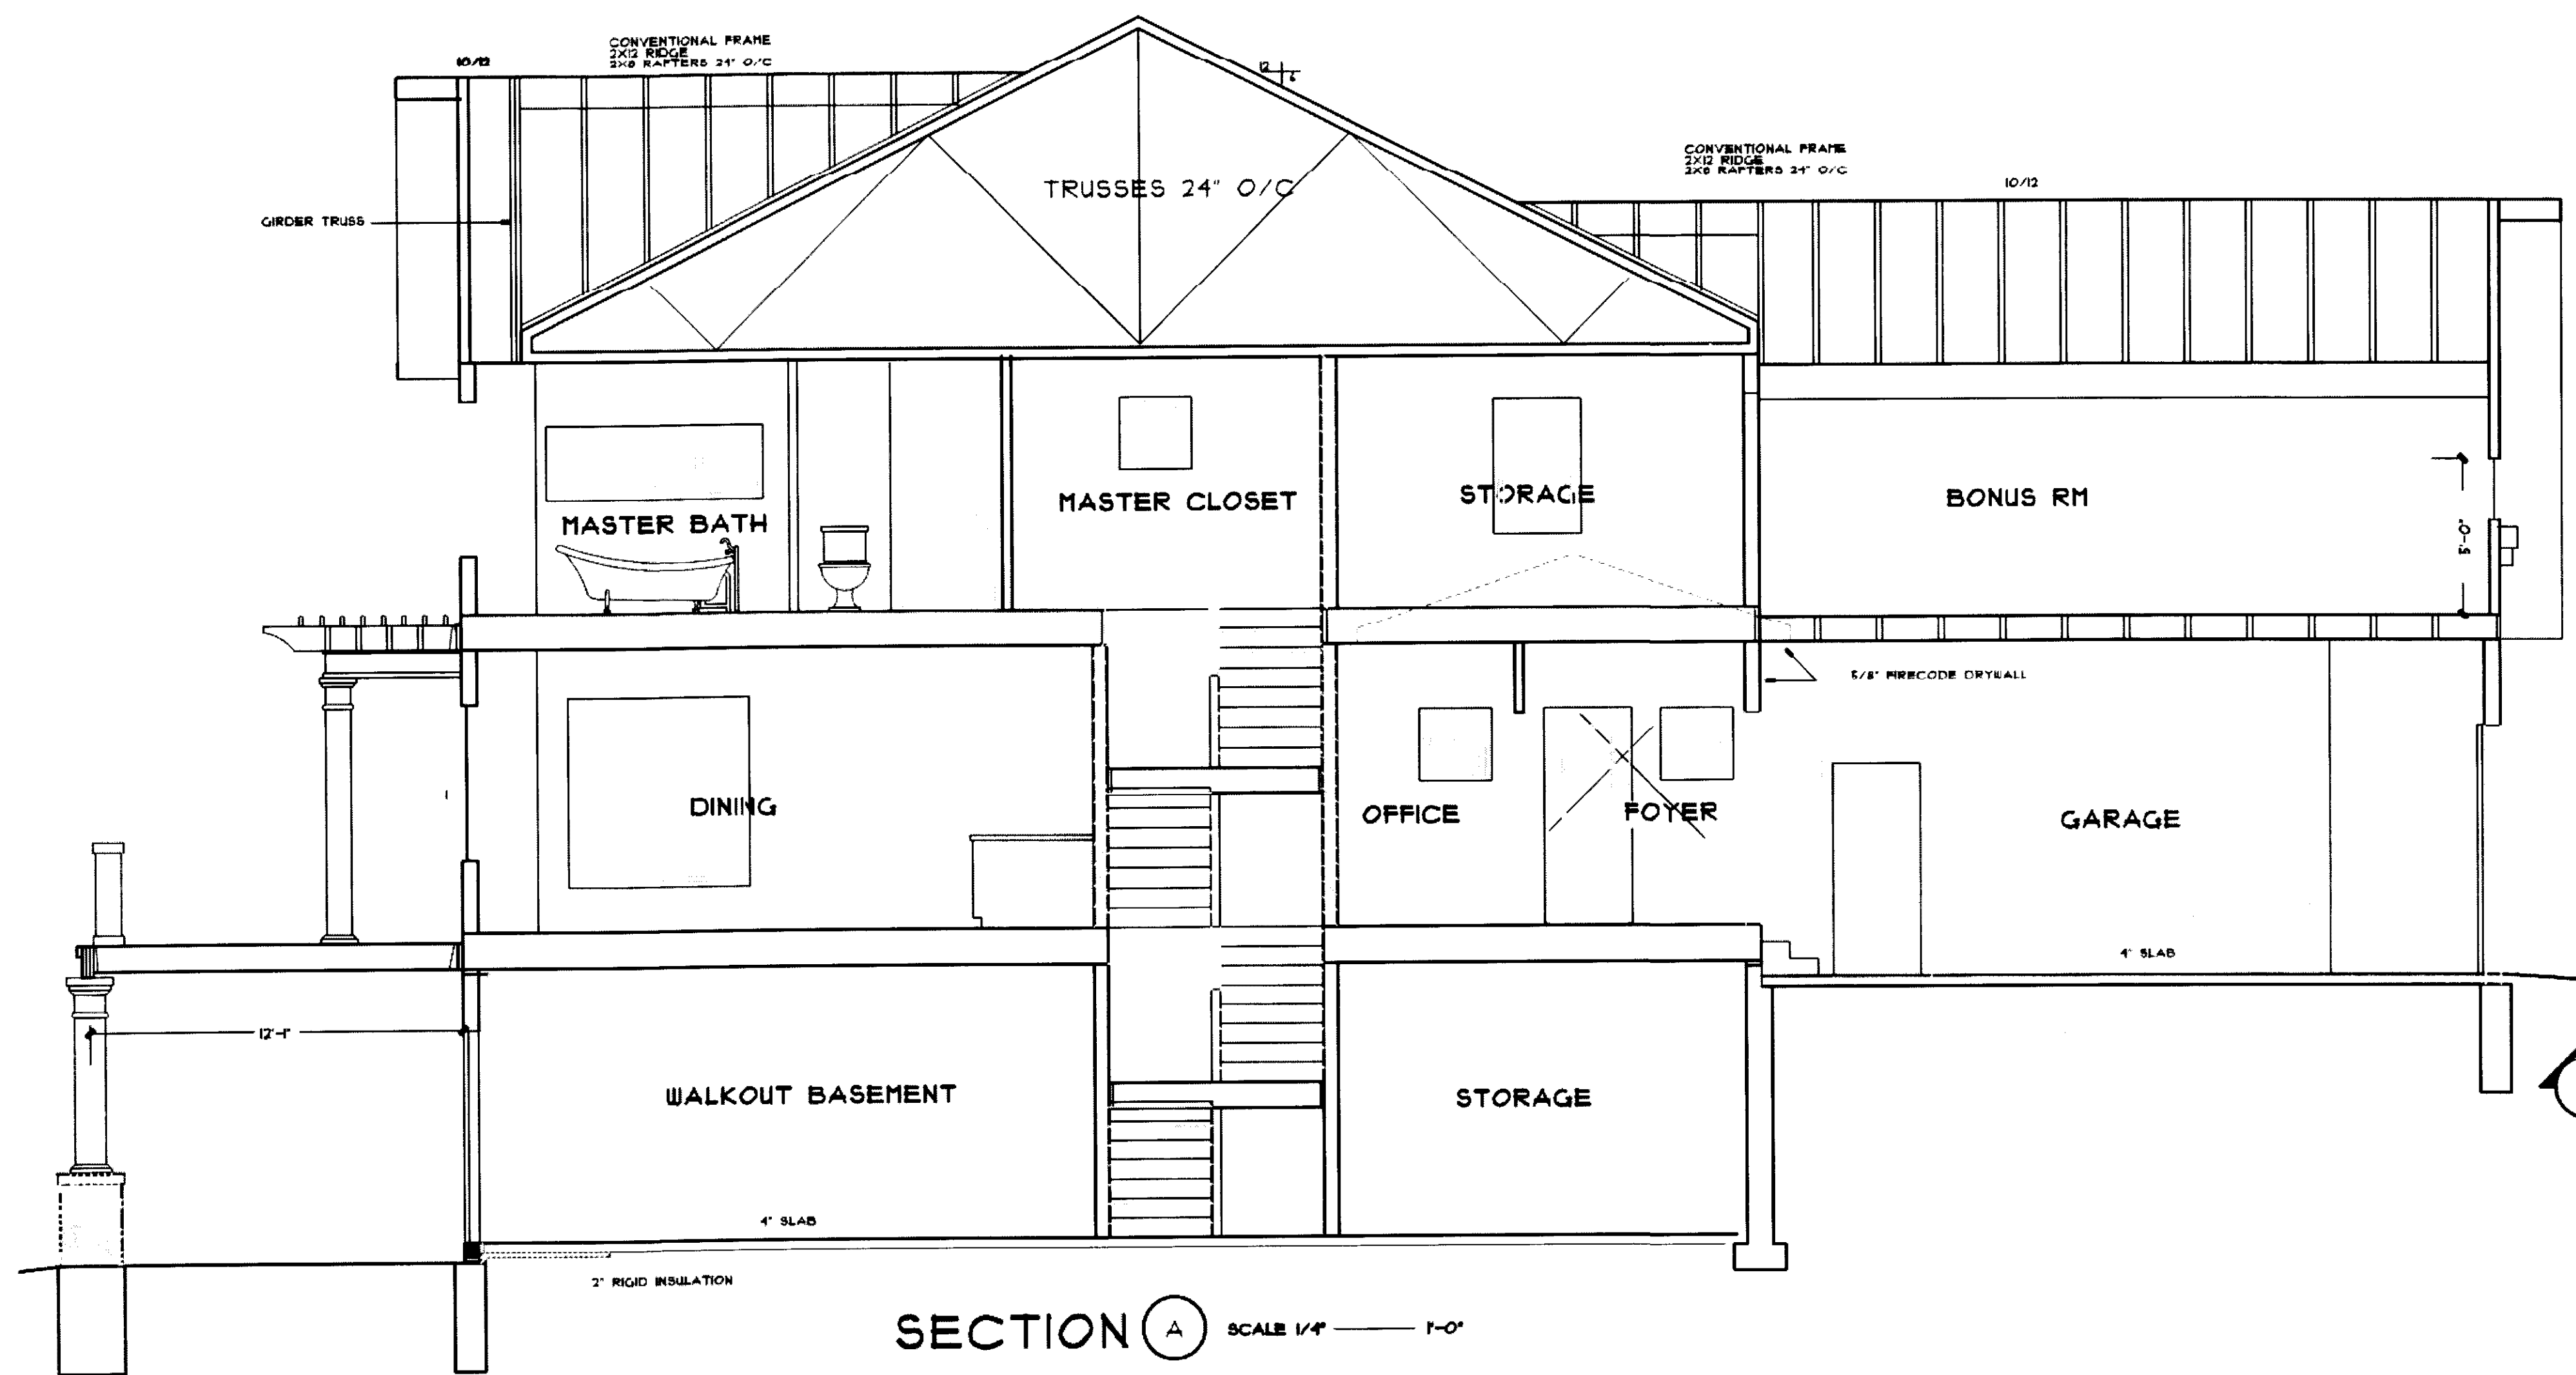 CONVENTIONAL FRAME
2X12 RIDGE
2X8 RAFTERS 24" O/C
10/12
12
6
CONVENTIONAL FRAME
2X12 RIDGE
2X8 RAFTERS 24" O/C
10/12
TRUSSES 24" O/C
GIRDER TRUSS
MASTER BATH
MASTER CLOSET
STORAGE
BONUS RM
5'-0"
5/8" FIRECODE DRYWALL
DINING
OFFICE
FOYER
GARAGE
4" SLAB
12'-1"
WALKOUT BASEMENT
STORAGE
4" SLAB
2" RIGID INSULATION
SECTION A SCALE 1/4" 1'-0"